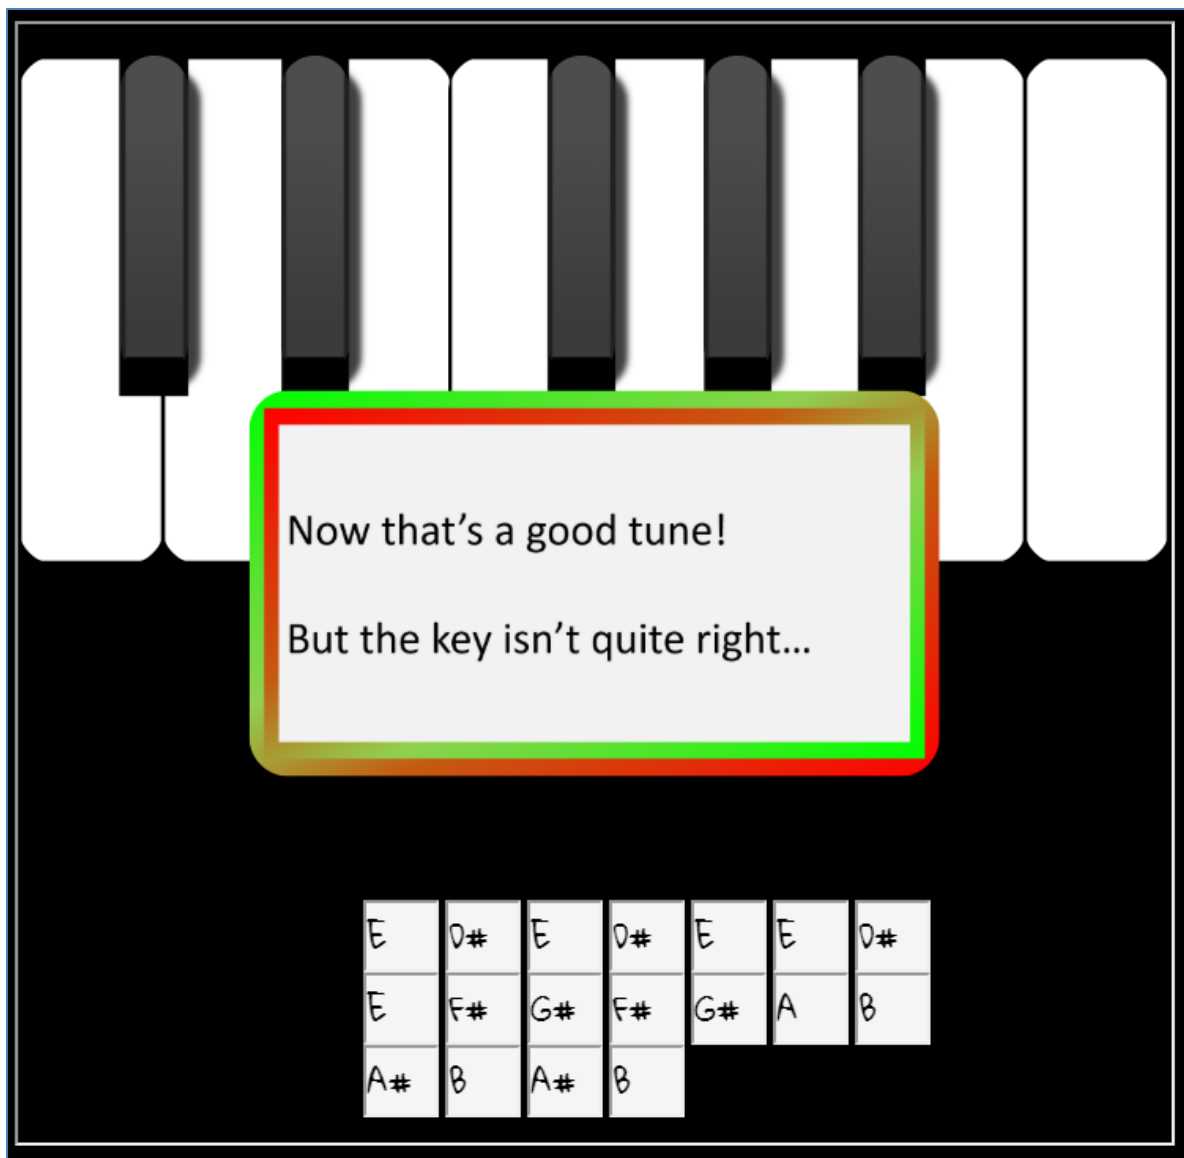 Now that’s a good tune!
But the key isn’t quite right…
E D# E D# E E D#
E F# G# F# G# A B
A# B A# B